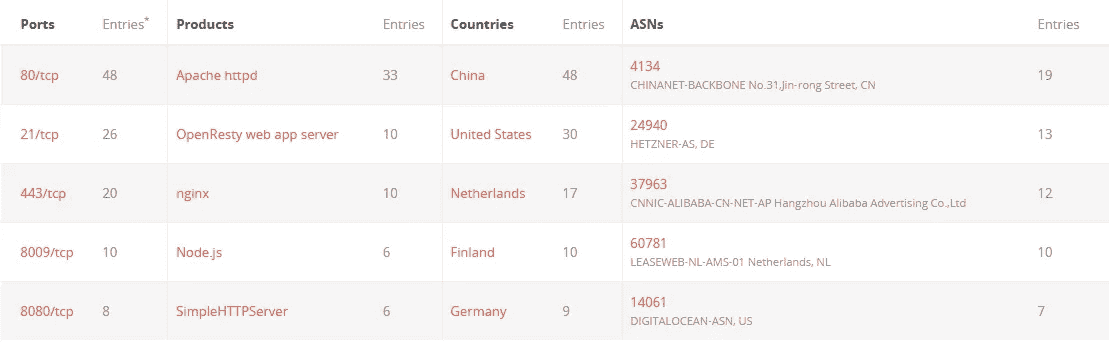 Ports Entries* Products Entries Countries Entries ASNs Entries
80/tcp 48 Apache httpd 33 China 48 4134 19
CHINANET-BACKBONE No.31,Jin-rong Street, CN
21/tcp 26 OpenResty web app server 10 United States 30 24940 13
HETZNER-AS, DE
443/tcp 20 nginx 10 Netherlands 17 37963 12
CNNIC-ALIBABA-CN-NET-AP Hangzhou Alibaba Advertising Co.,Ltd
8009/tcp 10 Node.js 6 Finland 10 60781 10
LEASEWEB-NL-AMS-01 Netherlands, NL
8080/tcp 8 SimpleHTTPServer 6 Germany 9 14061 7
DIGITALOCEAN-ASN, US